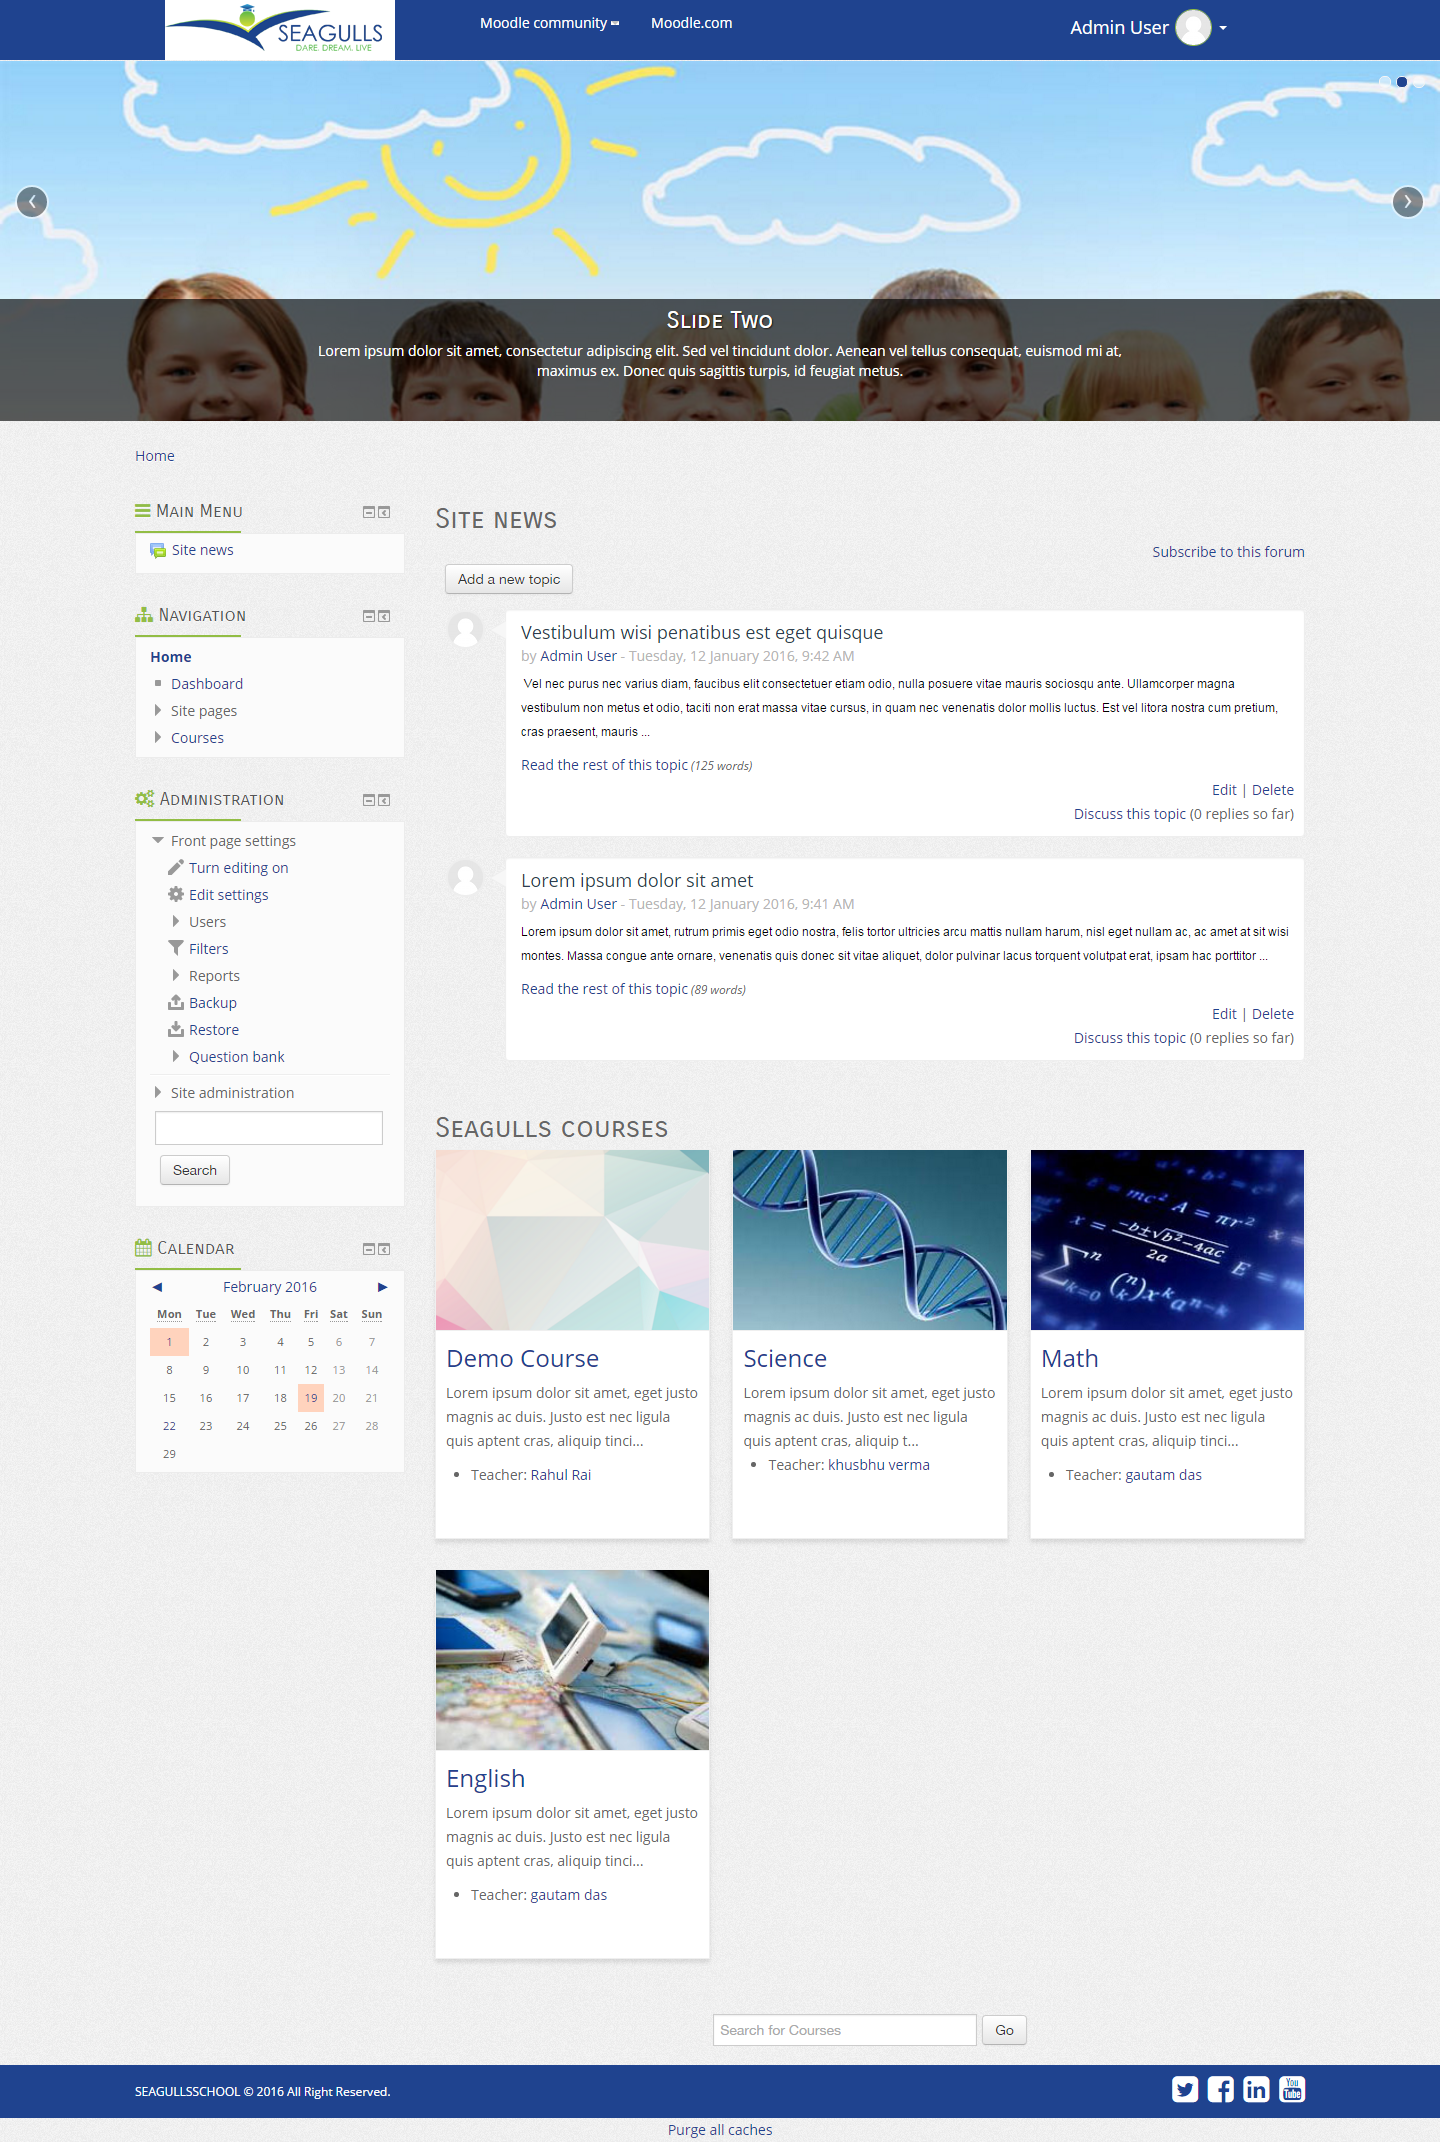 SEAGULLS
DARE. DREAM. LIVE
Moodle community
Moodle.com
Admin User
Slide Two
Lorem ipsum dolor sit amet, consectetur adipiscing elit. Sed vel tincidunt dolor. Aenean vel tellus consequat, euismod mi at,
maximus ex. Donec quis sagittis turpis, id feugiat metus.
Home
Main Menu
Site news
Navigation
Home
Dashboard
Site pages
Courses
Administration
Front page settings
Turn editing on
Edit settings
Users
Filters
Reports
Backup
Restore
Question bank
Site administration
Search
Calendar
◄ February 2016 ►
Mon Tue Wed Thu Fri Sat Sun
1 2 3 4 5 6 7
8 9 10 11 12 13 14
15 16 17 18 19 20 21
22 23 24 25 26 27 28
29
Site news
Subscribe to this forum
Add a new topic
Vestibulum wisi penatibus est eget quisque
by Admin User - Tuesday, 12 January 2016, 9:42 AM
Vel nec purus nec varius diam, faucibus elit consectetuer etiam odio, nulla posuere vitae mauris sociosqu ante. Ullamcorper magna
vestibulum non metus et odio, taciti non erat massa vitae cursus, in quam nec venenatis dolor mollis luctus. Est vel litora nostra cum pretium,
cras praesent, mauris ...
Read the rest of this topic (125 words)
Edit | Delete
Discuss this topic (0 replies so far)
Lorem ipsum dolor sit amet
by Admin User - Tuesday, 12 January 2016, 9:41 AM
Lorem ipsum dolor sit amet, rutrum primis eget odio nostra, felis tortor ultricies arcu mattis nullam harum, nisl eget nullam ac, ac amet at sit wisi
montes. Massa congue ante ornare, venenatis quis donec sit vitae aliquet, dolor pulvinar lacus torquent volutpat erat, ipsam hac porttitor ...
Read the rest of this topic (89 words)
Edit | Delete
Discuss this topic (0 replies so far)
Seagulls courses
Demo Course
Lorem ipsum dolor sit amet, eget justo
magnis ac duis. Justo est nec ligula
quis aptent cras, aliquip tinci...
Teacher: Rahul Rai
Science
Lorem ipsum dolor sit amet, eget justo
magnis ac duis. Justo est nec ligula
quis aptent cras, aliquip t...
Teacher: khusbhu verma
Math
Lorem ipsum dolor sit amet, eget justo
magnis ac duis. Justo est nec ligula
quis aptent cras, aliquip tinci...
Teacher: gautam das
English
Lorem ipsum dolor sit amet, eget justo
magnis ac duis. Justo est nec ligula
quis aptent cras, aliquip tinci...
Teacher: gautam das
Search for Courses
Go
SEAGULLSSCHOOL © 2016 All Right Reserved.
You
Tube
Purge all caches